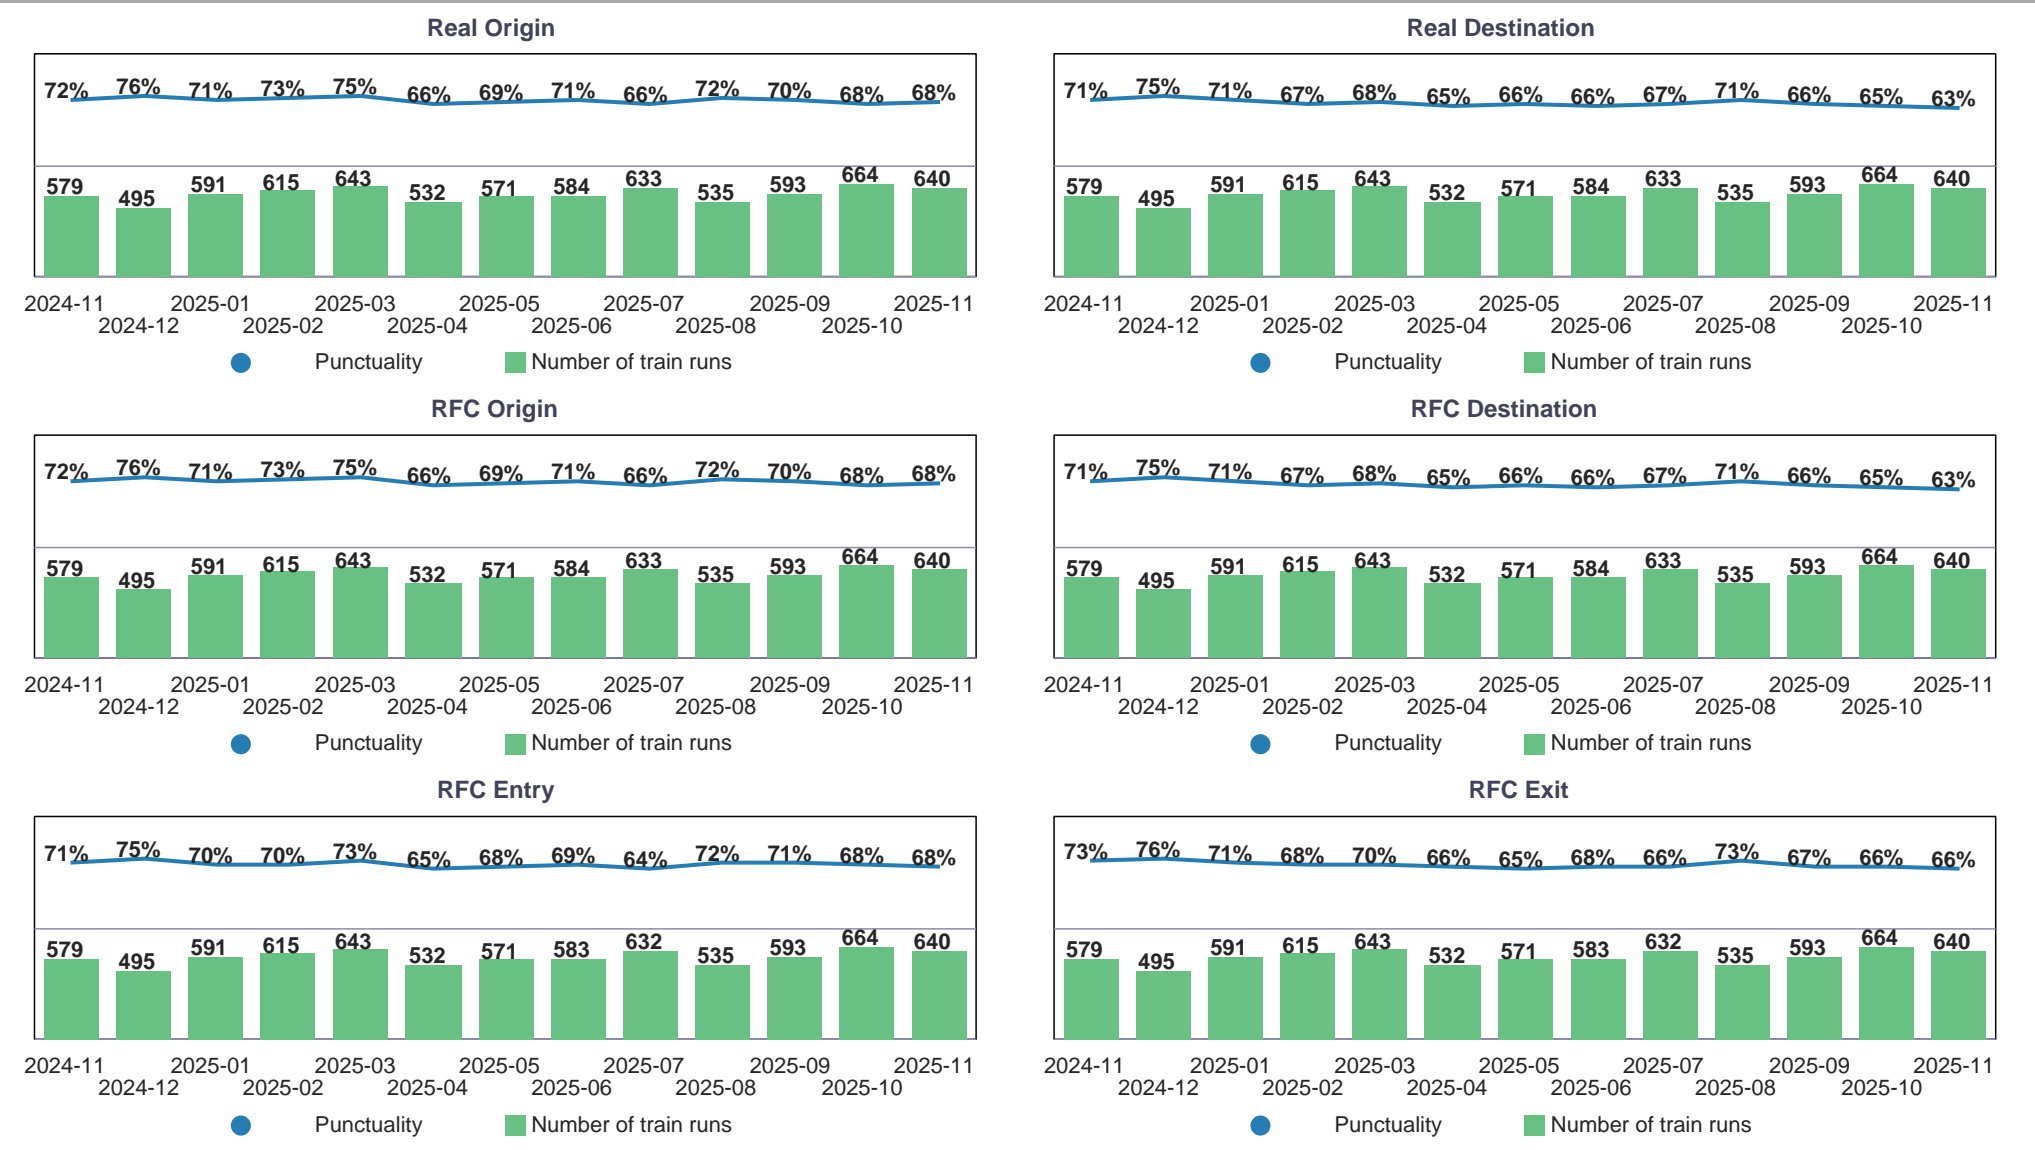 Real Origin
72% 76% 71% 73% 75% 66% 69% 71% 66% 72% 70% 68% 68%
579 495 591 615 643 532 571 584 633 535 593 664 640
2024-11 2024-12 2025-01 2025-02 2025-03 2025-04 2025-05 2025-06 2025-07 2025-08 2025-09 2025-10 2025-11
Punctuality Number of train runs
Real Destination
71% 75% 71% 67% 68% 65% 66% 66% 67% 71% 66% 65% 63%
579 495 591 615 643 532 571 584 633 535 593 664 640
2024-11 2024-12 2025-01 2025-02 2025-03 2025-04 2025-05 2025-06 2025-07 2025-08 2025-09 2025-10 2025-11
Punctuality Number of train runs
RFC Origin
72% 76% 71% 73% 75% 66% 69% 71% 66% 72% 70% 68% 68%
579 495 591 615 643 532 571 584 633 535 593 664 640
2024-11 2024-12 2025-01 2025-02 2025-03 2025-04 2025-05 2025-06 2025-07 2025-08 2025-09 2025-10 2025-11
Punctuality Number of train runs
RFC Destination
71% 75% 71% 67% 68% 65% 66% 66% 67% 71% 66% 65% 63%
579 495 591 615 643 532 571 584 633 535 593 664 640
2024-11 2024-12 2025-01 2025-02 2025-03 2025-04 2025-05 2025-06 2025-07 2025-08 2025-09 2025-10 2025-11
Punctuality Number of train runs
RFC Entry
71% 75% 70% 70% 73% 65% 68% 69% 64% 72% 71% 68% 68%
579 495 591 615 643 532 571 583 632 535 593 664 640
2024-11 2024-12 2025-01 2025-02 2025-03 2025-04 2025-05 2025-06 2025-07 2025-08 2025-09 2025-10 2025-11
Punctuality Number of train runs
RFC Exit
73% 76% 71% 68% 70% 66% 65% 68% 66% 73% 67% 66% 66%
579 495 591 615 643 532 571 583 632 535 593 664 640
2024-11 2024-12 2025-01 2025-02 2025-03 2025-04 2025-05 2025-06 2025-07 2025-08 2025-09 2025-10 2025-11
Punctuality Number of train runs